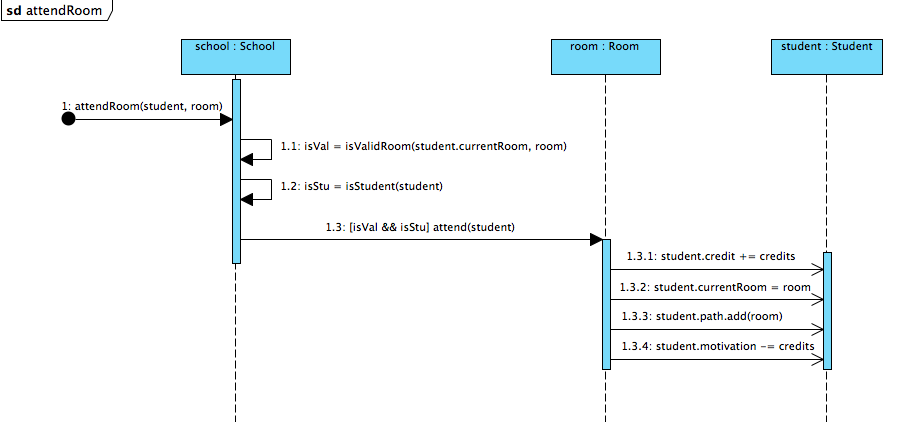 sd attendRoom
school : School
room : Room
student : Student
1: attendRoom(student, room)
1.1: isVal = isValidRoom(student.currentRoom, room)
1.2: isStu = isStudent(student)
1.3: [isVal && isStu] attend(student)
1.3.1: student.credit += credits
1.3.2: student.currentRoom = room
1.3.3: student.path.add(room)
1.3.4: student.motivation -= credits